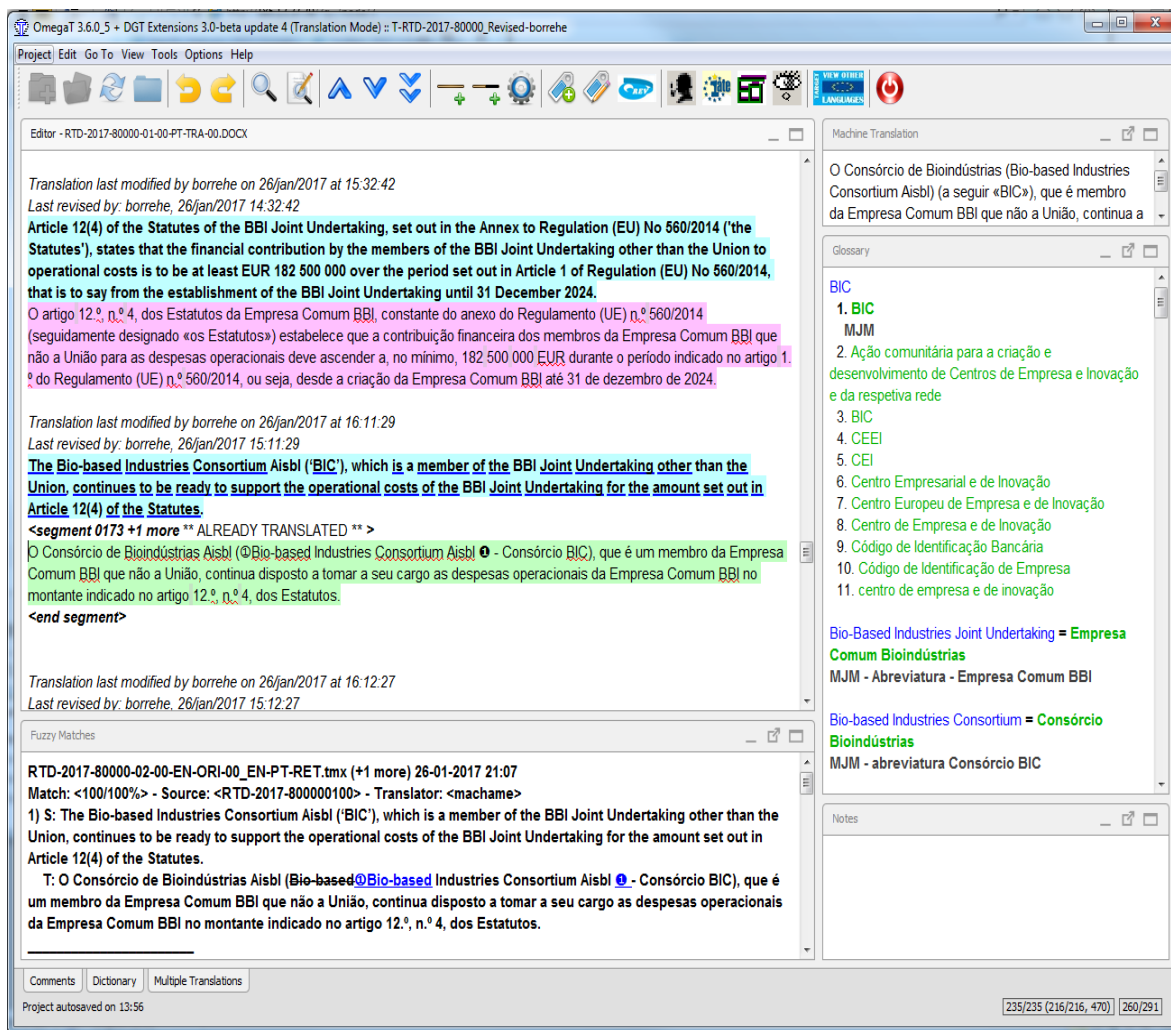 OmegaT 3.6.0_5 + DGT Extensions 3.0-beta update 4 (Translation Mode) :: T-RTD-2017-80000_Revised-borrehe
Project Edit Go To View Tools Options Help
VIEW OTHER
TARGET
LANGUAGES
Editor - RTD-2017-80000-01-00-PT-TRA-00.DOCX
Translation last modified by borrehe on 26/jan/2017 at 15:32:42
Last revised by: borrehe, 26/jan/2017 14:32:42
Article 12(4) of the Statutes of the BBI Joint Undertaking, set out in the Annex to Regulation (EU) No 560/2014 ('the
Statutes'), states that the financial contribution by the members of the BBI Joint Undertaking other than the Union to
operational costs is to be at least EUR 182 500 000 over the period set out in Article 1 of Regulation (EU) No 560/2014,
that is to say from the establishment of the BBI Joint Undertaking until 31 December 2024.
O artigo 12.º, n.º 4, dos Estatutos da Empresa Comum BBI, constante do anexo do Regulamento (UE) n.º 560/2014
(seguidamente designado «os Estatutos») estabelece que a contribuição financeira dos membros da Empresa Comum BBI que
não a União para as despesas operacionais deve ascender a, no mínimo, 182 500 000 EUR durante o período indicado no artigo 1.
º do Regulamento (UE) n.º 560/2014, ou seja, desde a criação da Empresa Comum BBI até 31 de dezembro de 2024.
Translation last modified by borrehe on 26/jan/2017 at 16:11:29
Last revised by: borrehe, 26/jan/2017 15:11:29
The Bio-based Industries Consortium Aisbl (‘BIC’), which is a member of the BBI Joint Undertaking other than the
Union, continues to be ready to support the operational costs of the BBI Joint Undertaking for the amount set out in
Article 12(4) of the Statutes.
<segment 0173 +1 more ** ALREADY TRANSLATED ** >
O Consórcio de Bioindústrias Aisbl (①Bio-based Industries Consortium Aisbl ❶ - Consórcio BIC), que é um membro da Empresa
Comum BBI que não a União, continua disposto a tomar a seu cargo as despesas operacionais da Empresa Comum BBI no
montante indicado no artigo 12.º, n.º 4, dos Estatutos.
<end segment>
Translation last modified by borrehe on 26/jan/2017 at 16:12:27
Last revised by: borrehe, 26/jan/2017 15:12:27
Fuzzy Matches
RTD-2017-80000-02-00-EN-ORI-00_EN-PT-RET.tmx (+1 more) 26-01-2017 21:07
Match: <100/100%> - Source: <RTD-2017-800000100> - Translator: <machame>
1) S: The Bio-based Industries Consortium Aisbl (‘BIC’), which is a member of the BBI Joint Undertaking other than the
Union, continues to be ready to support the operational costs of the BBI Joint Undertaking for the amount set out in
Article 12(4) of the Statutes.
T: O Consórcio de Bioindústrias Aisbl (Bio-based①Bio-based Industries Consortium Aisbl ❶ - Consórcio BIC), que é
um membro da Empresa Comum BBI que não a União, continua disposto a tomar a seu cargo as despesas operacionais
da Empresa Comum BBI no montante indicado no artigo 12.º, n.º 4, dos Estatutos.
Machine Translation
O Consórcio de Bioindústrias (Bio-based Industries
Consortium Aisbl) (a seguir «BIC»), que é membro
da Empresa Comum BBI que não a União, continua a
Glossary
BIC
1. BIC
MJM
2. Ação comunitária para a criação e
desenvolvimento de Centros de Empresa e Inovação
e da respetiva rede
3. BIC
4. CEEI
5. CEI
6. Centro Empresarial e de Inovação
7. Centro Europeu de Empresa e de Inovação
8. Centro de Empresa e de Inovação
9. Código de Identificação Bancária
10. Código de Identificação de Empresa
11. centro de empresa e de inovação
Bio-Based Industries Joint Undertaking = Empresa
Comum Bioindústrias
MJM - Abreviatura - Empresa Comum BBI
Bio-based Industries Consortium = Consórcio
Bioindústrias
MJM - abreviatura Consórcio BIC
Notes
Comments Dictionary Multiple Translations
Project autosaved on 13:56
235/235 (216/216, 470) 260/291